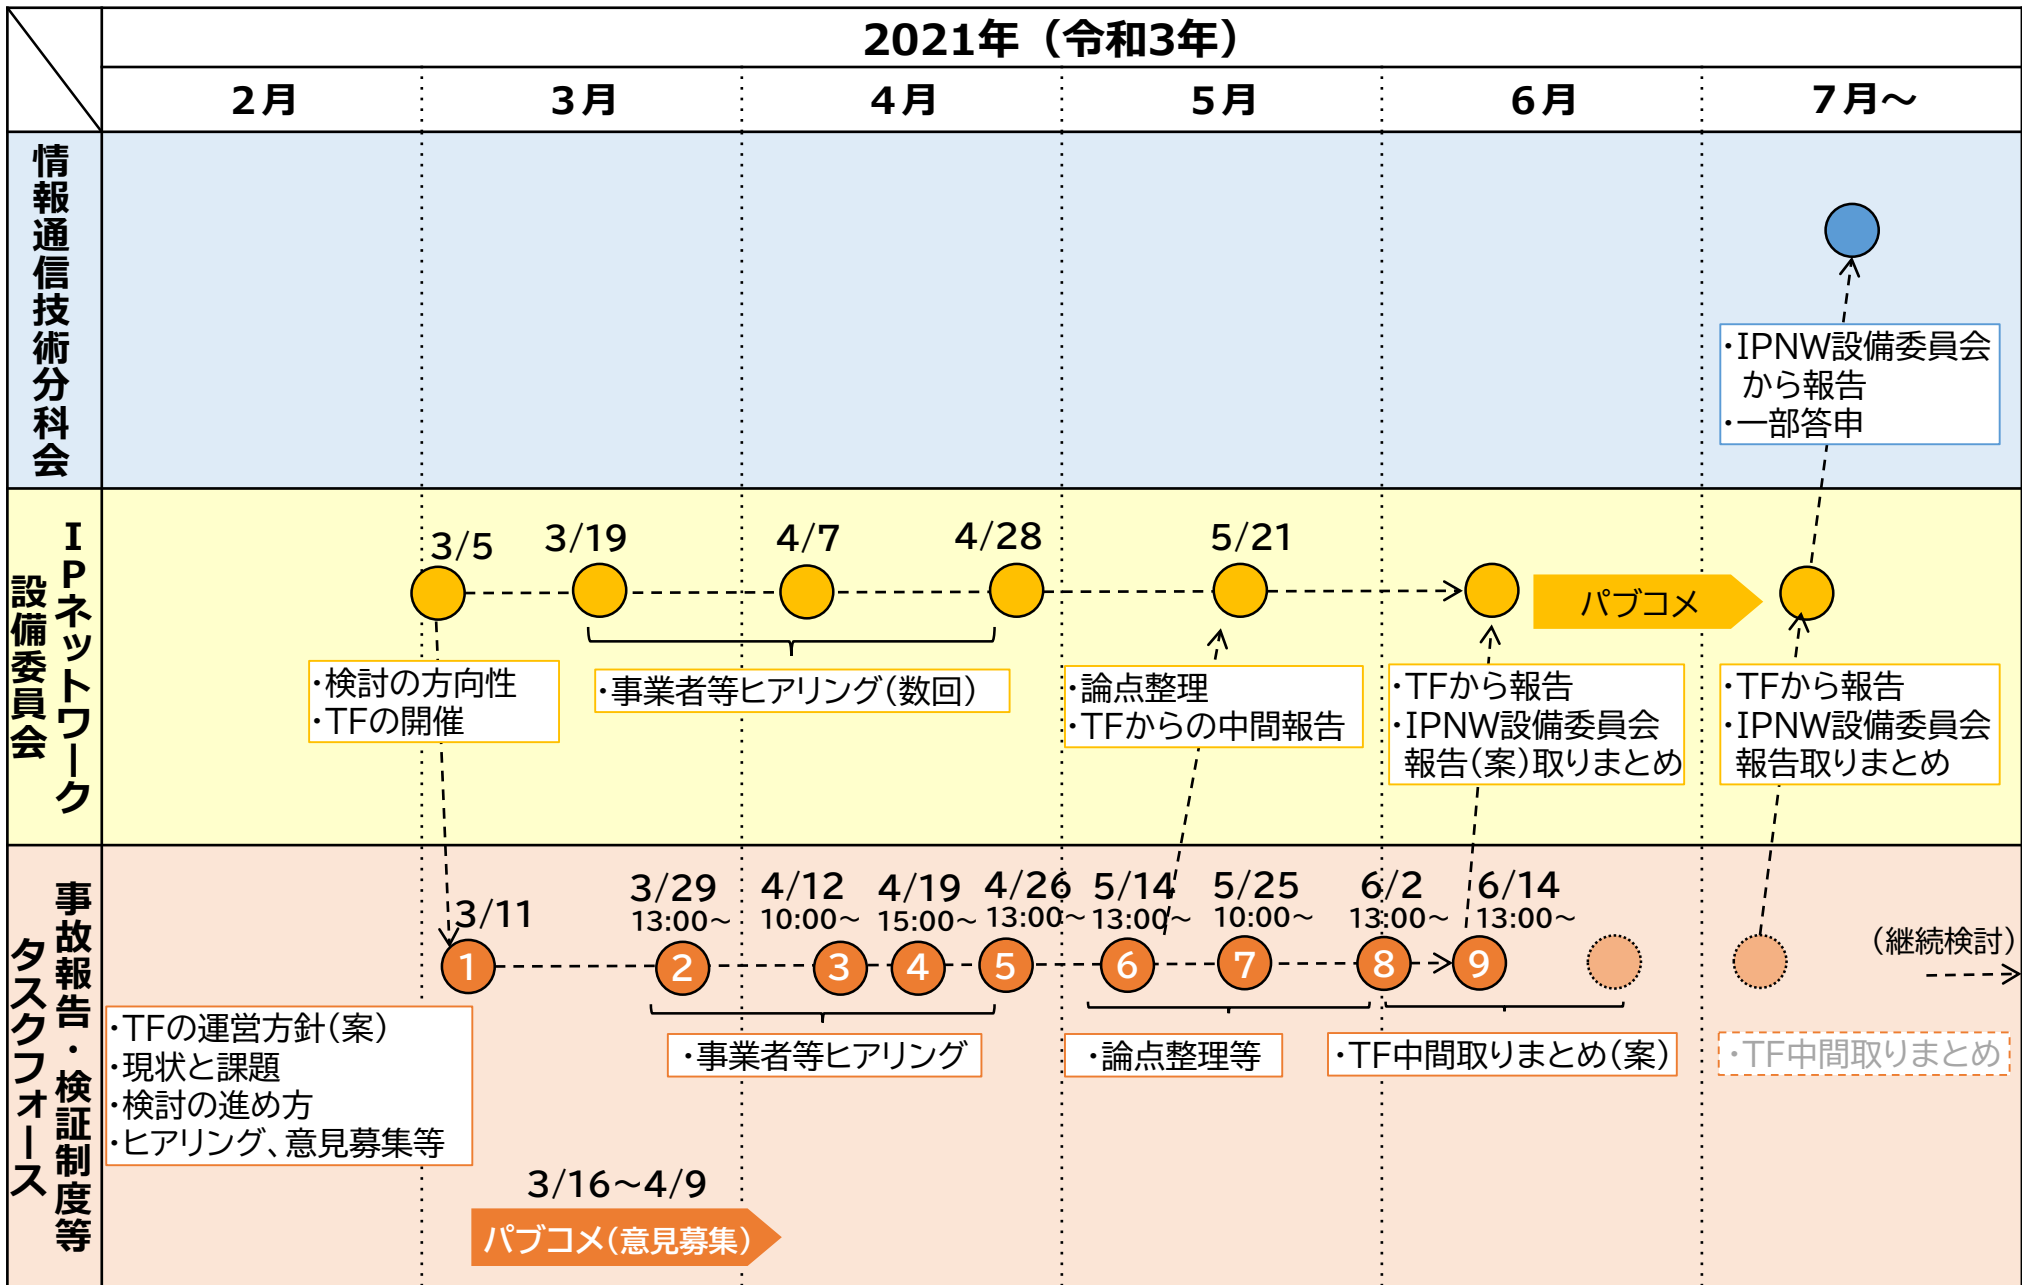 2021年（令和3年）
2月
3月
4月
5月
6月
7月～
情報通信技術分科会
・IPNW設備委員会
から報告
・一部答申
IPネットワーク
設備委員会
3/5
3/19
4/7
4/28
5/21
パブコメ
・検討の方向性
・TFの開催
・事業者等ヒアリング（数回）
・論点整理
・TFからの中間報告
・TFから報告
・IPNW設備委員会
報告（案）取りまとめ
・TFから報告
・IPNW設備委員会
報告取りまとめ
事故報告・検証制度等
タスクフォース
3/11
3/29
13:00～
4/12
10:00～
4/19
15:00～
4/26
13:00～
5/14
13:00～
5/25
10:00～
6/2
13:00～
6/14
13:00～
1
2
3
4
5
6
7
8
9
（継続検討）
・TFの運営方針（案）
・現状と課題
・検討の進め方
・ヒアリング、意見募集等
・事業者等ヒアリング
・論点整理等
・TF中間取りまとめ（案）
・TF中間取りまとめ
3/16～4/9
パブコメ（意見募集）